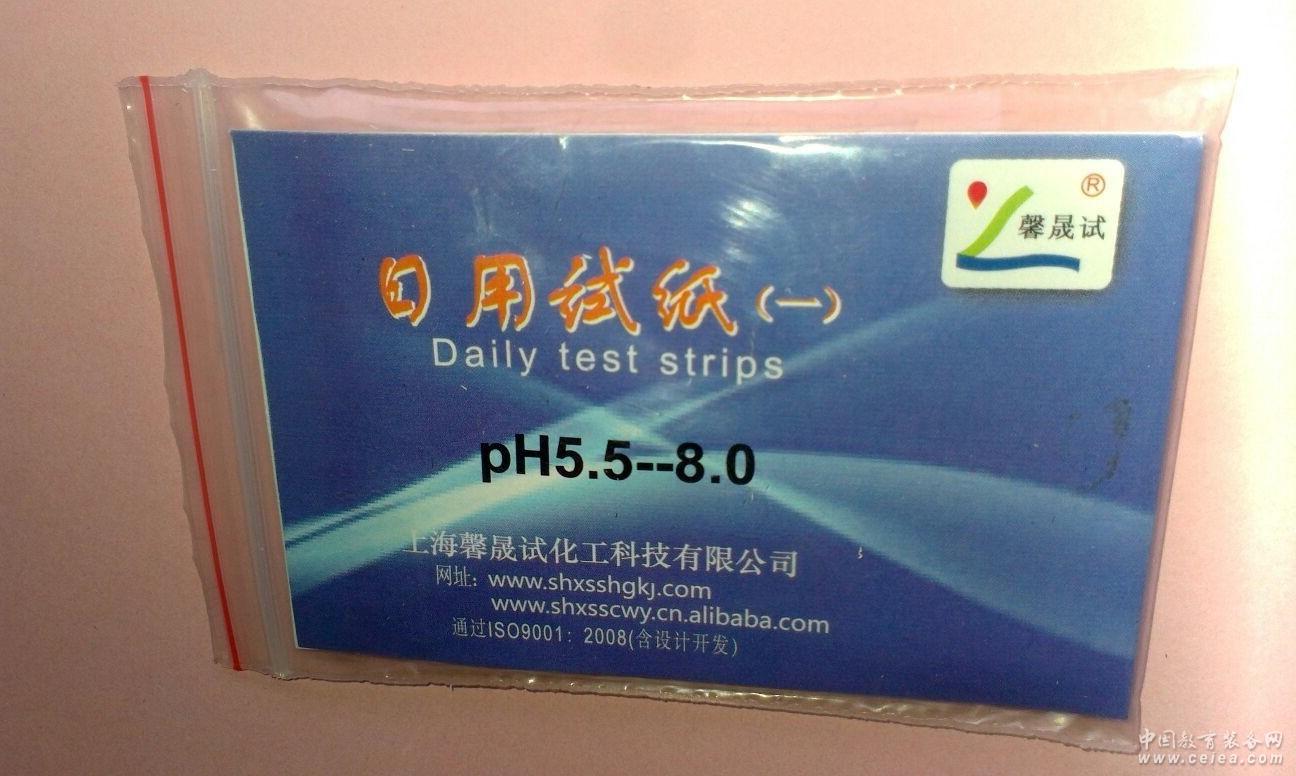 馨晟试®
日用试纸(一)
Daily test strips
pH5.5--8.0
上海馨晟试化工科技有限公司
网址: www.shxsshgkj.com
www.shxsscwy.cn.alibaba.com
通过ISO9001: 2008(含设计开发)
中国教育装备网
www.ceiea.com